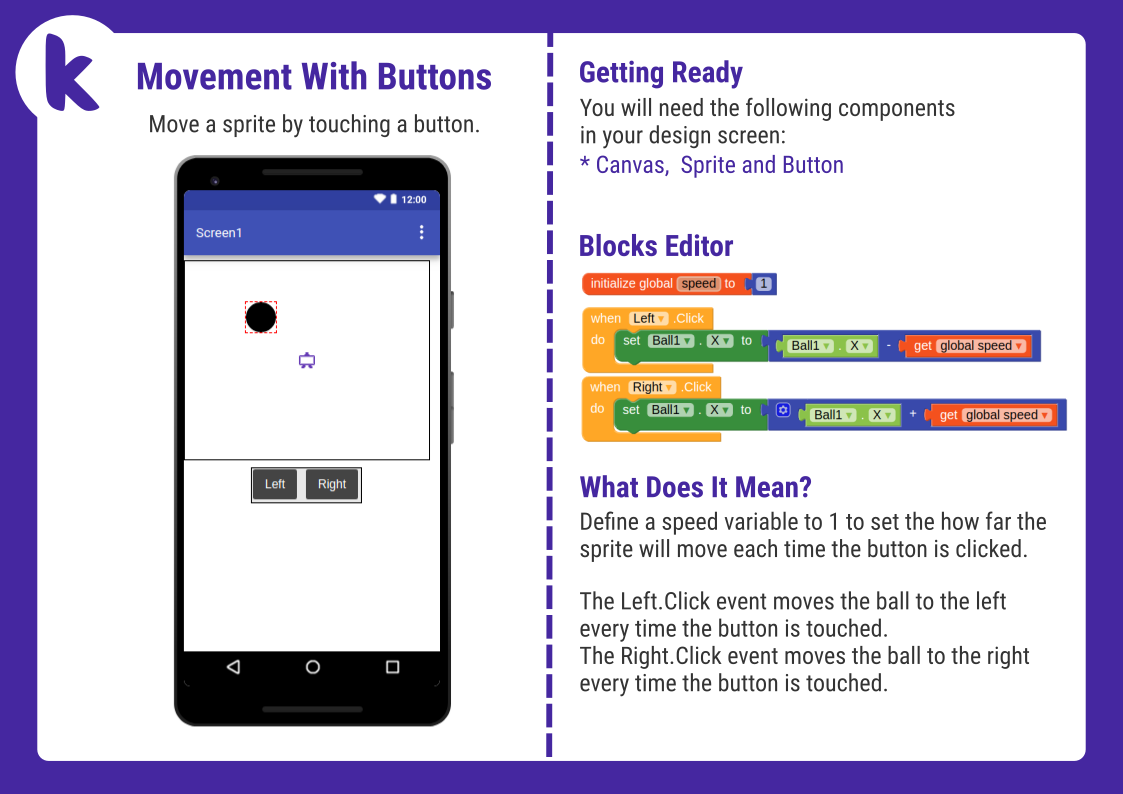 k
Movement With Buttons
Move a sprite by touching a button.
12:00
Screen1
Left Right
Getting Ready
You will need the following components
in your design screen:
* Canvas, Sprite and Button
Blocks Editor
initialize global speed to 1
when Left .Click
do set Ball1 . X to Ball1 . X - get global speed
when Right .Click
do set Ball1 . X to Ball1 . X + get global speed
What Does It Mean?
Define a speed variable to 1 to set the how far the
sprite will move each time the button is clicked.
The Left.Click event moves the ball to the left
every time the button is touched.
The Right.Click event moves the ball to the right
every time the button is touched.